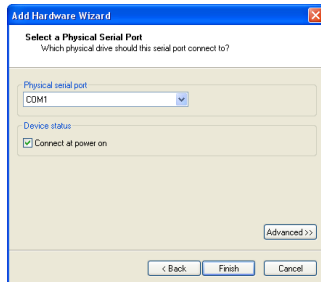 Add Hardware Wizard
Select a Physical Serial Port
Which physical drive should this serial port connect to?
Physical serial port
COM1
Device status
Connect at power on
Advanced >>
< Back
Finish
Cancel